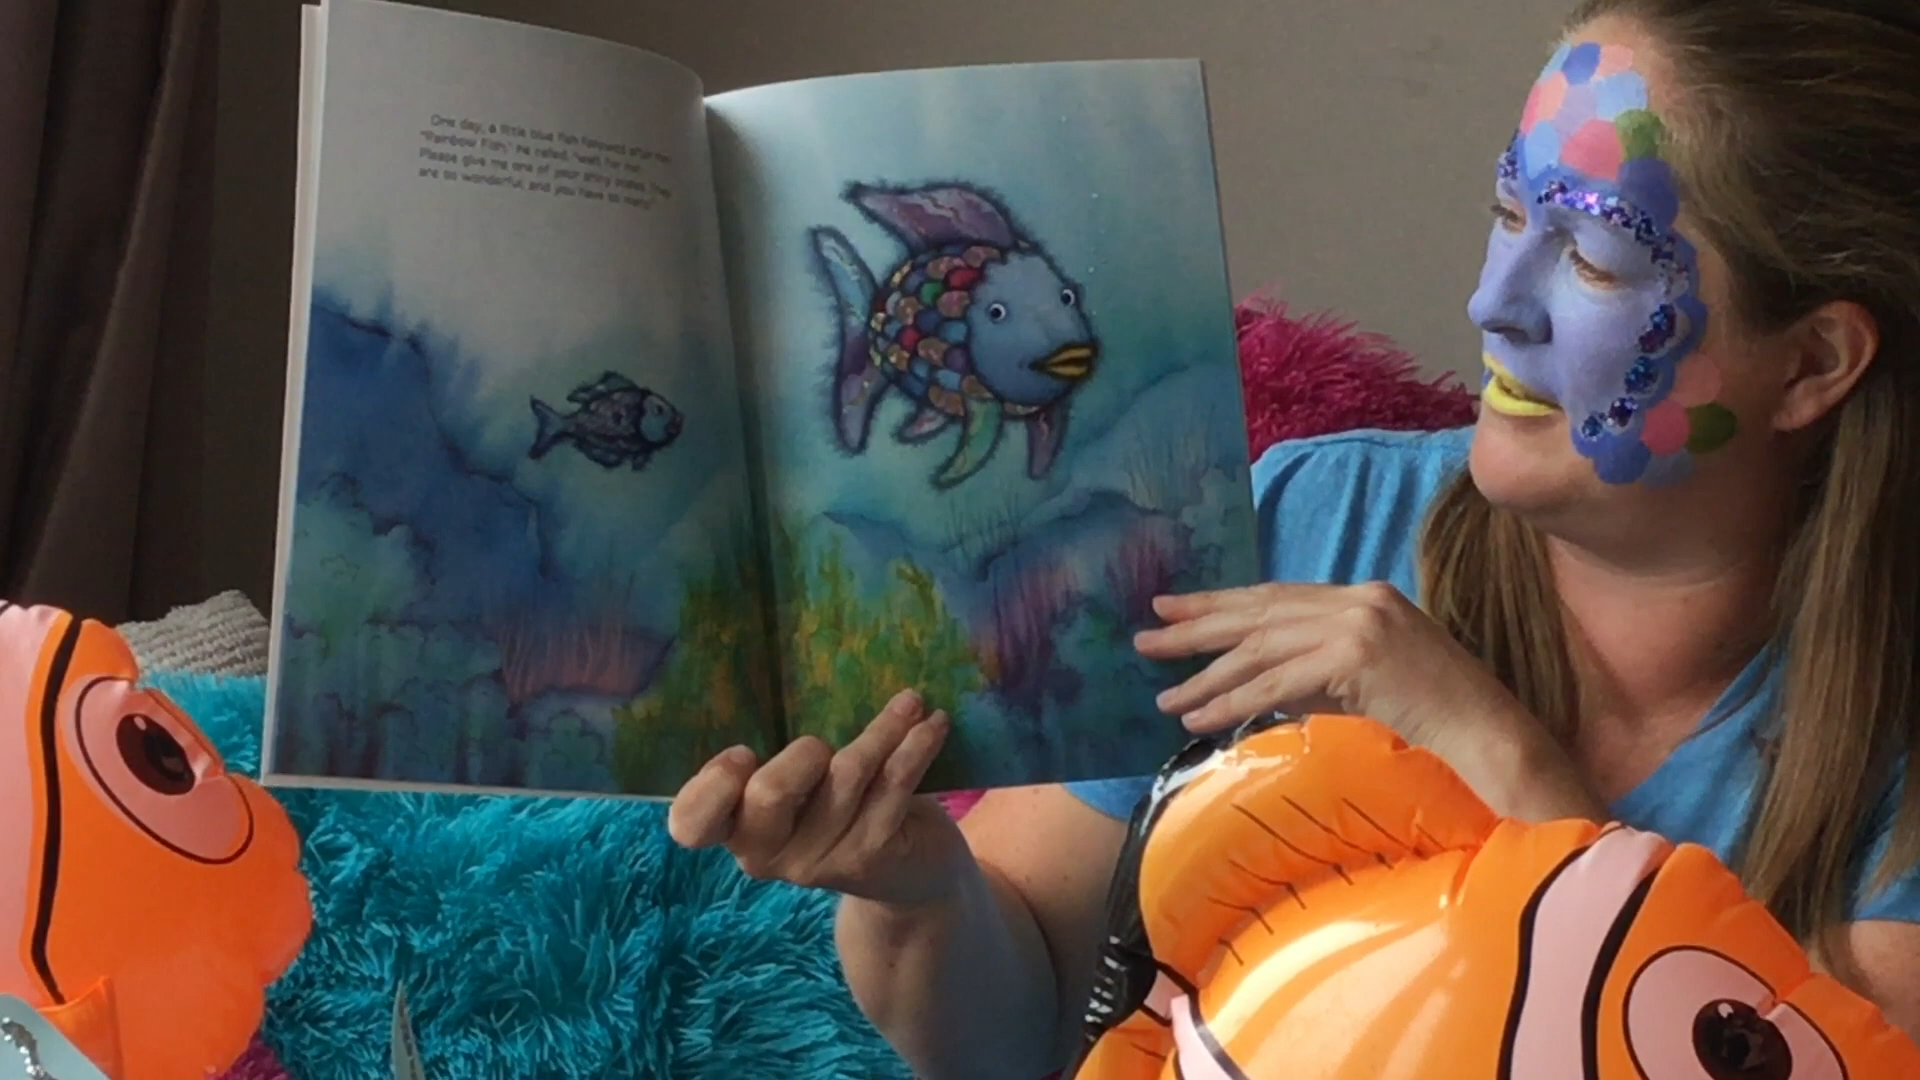 One day, a little blue fish followed after him.
"Rainbow Fish," he called, "wait for me!
Please give me one of your shiny scales. They
are so wonderful, and you have so many."